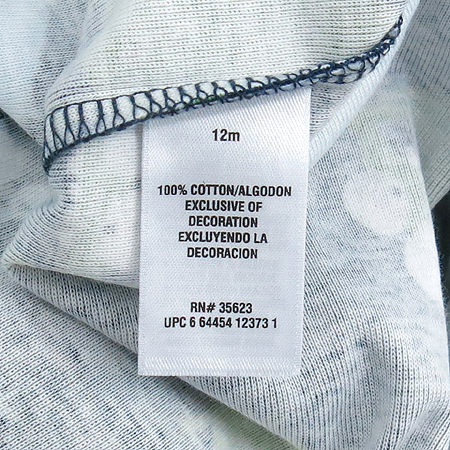 12m
100% COTTON/ALGODON
EXCLUSIVE OF
DECORATION
EXCLUYENDO LA
DECORACION
RN# 35623
UPC 6 64454 12373 1